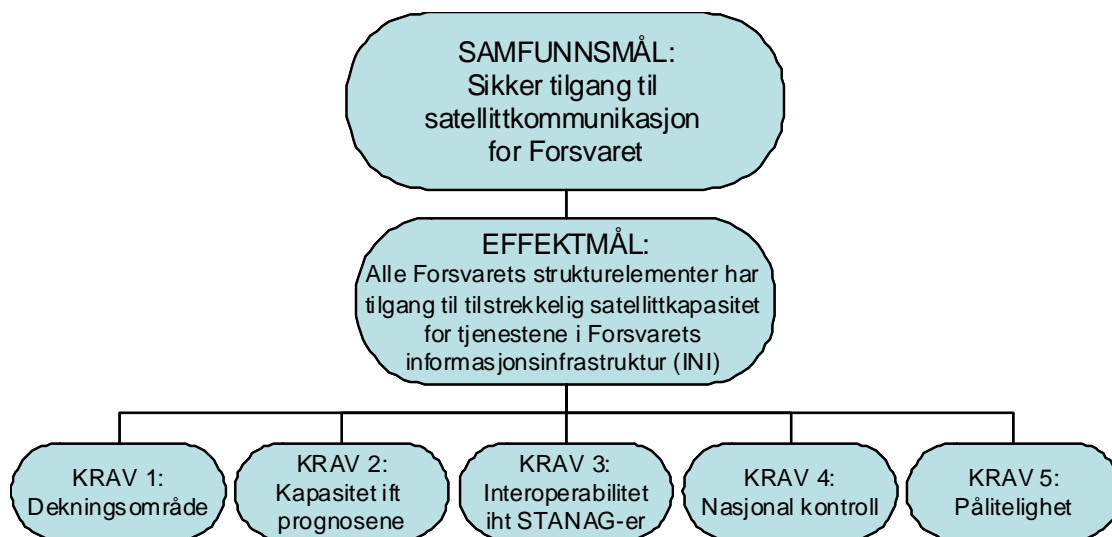 SAMFUNNSMÅL:
Sikker tilgang til
satellittkommunikasjon
for Forsvaret
EFFEKTMÅL:
Alle Forsvarets strukturelementer har
tilgang til tilstrekkelig satellittkapasitet
for tjenestene i Forsvarets
informasjonsinfrastruktur (INI)
KRAV 1:
Dekningsområde
KRAV 2:
Kapasitet ift
prognosene
KRAV 3:
Interoperabilitet
iht STANAG-er
KRAV 4:
Nasjonal kontroll
KRAV 5:
Pålitelighet